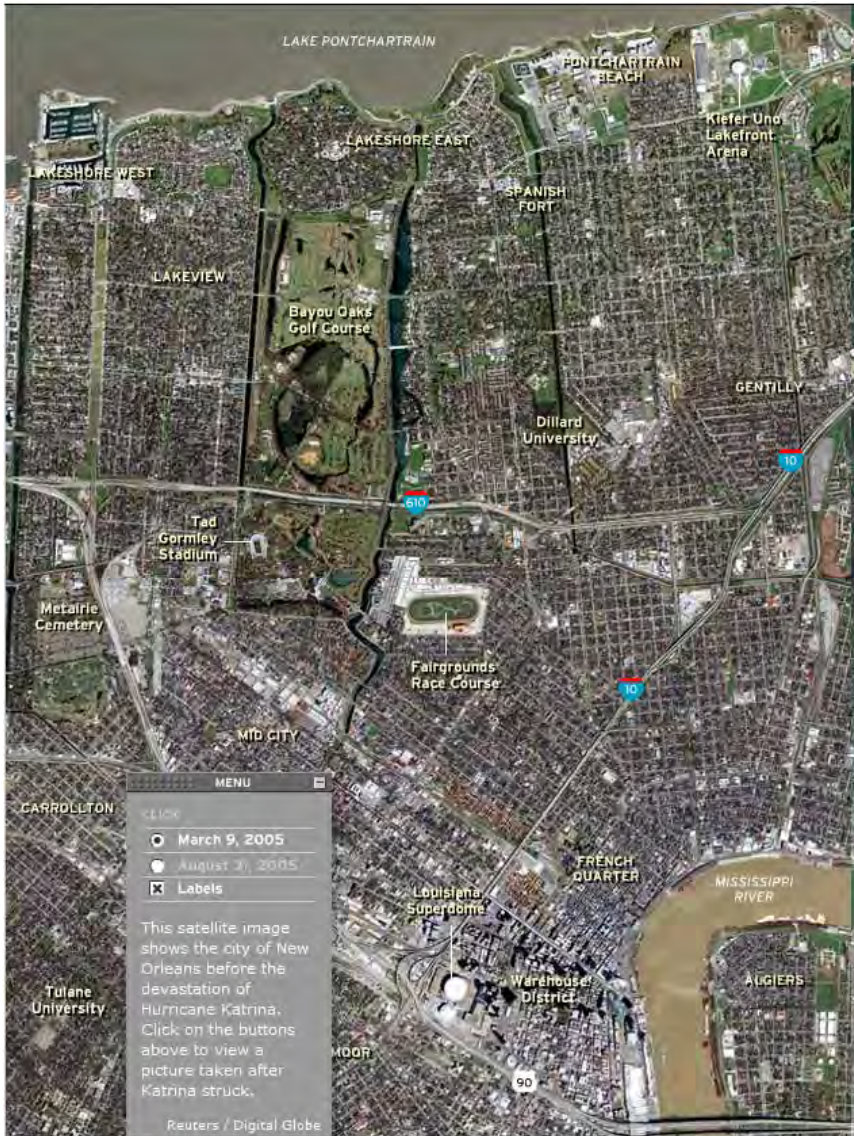 LAKE PONTCHARTRAIN
PONTCHARTRAIN
BEACH
Kiefer Uno
Lakefront
Arena
LAKESHORE EAST
LAKESHORE WEST
SPANISH
FORT
LAKEVIEW
Bayou Oaks
Golf Course
GENTILLY
Dillard
University
10
610
Tad
Gormley
Stadium
Metairie
Cemetery
Fairgrounds
Race Course
10
MID CITY
MENU
CARROLLTON
CLICK
March 9, 2005
August 31, 2005
Labels
FRENCH
QUARTER
MISSISSIPPI
RIVER
Louisiana
Superdome
This satellite image
shows the city of New
Orleans before the
devastation of
Hurricane Katrina.
Click on the buttons
above to view a
picture taken after
Katrina struck.
Reuters / Digital Globe
Tulane
University
Warehouse
District
ALGIERS
MOOR
90